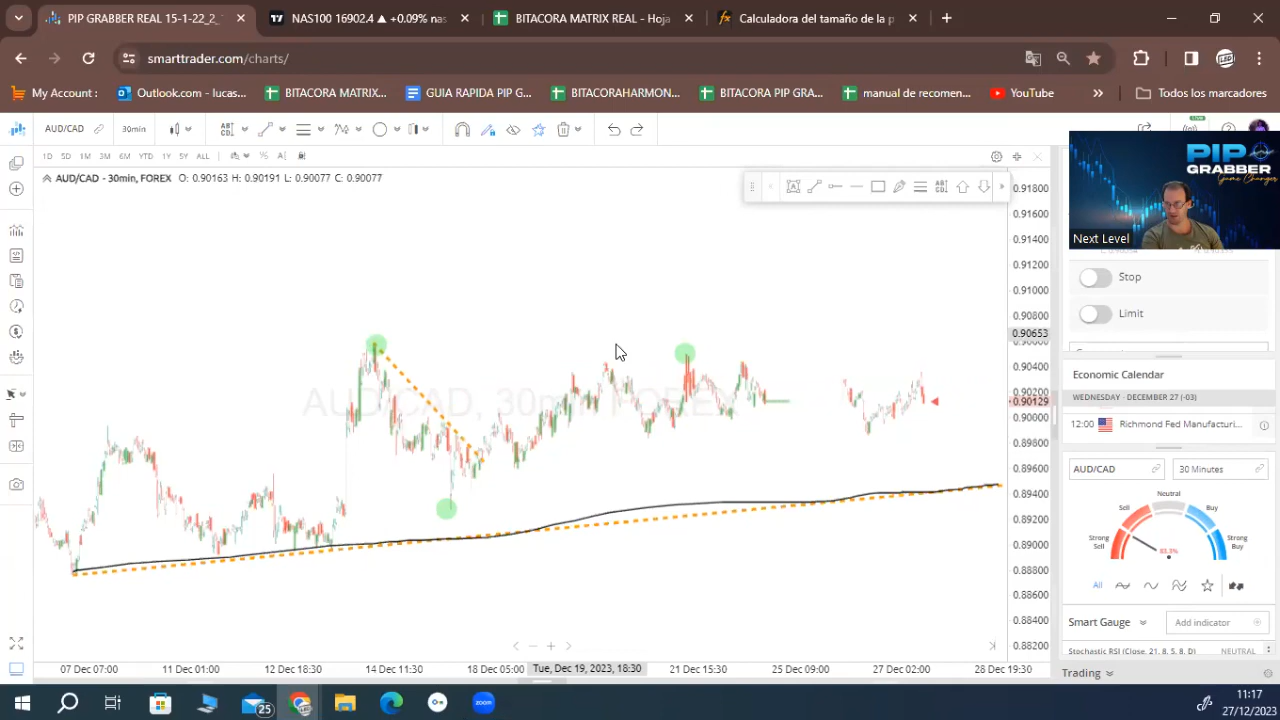 PIP GRABBER REAL 15-1-22_2_
NAS100 16902.4 ▲ +0.09% nas
BITACORA MATRIX REAL - Hoja
Calculadora del tamaño de la p
smarttrader.com/charts/
My Account :
Outlook.com - lucas...
BITACORA MATRIX...
GUIA RAPIDA PIP G...
BITACORAHARMON...
BITACORA PIP GRA...
manual de recomen...
YouTube
Todos los marcadores
AUD/CAD
30min
1D 5D 1M 3M 6M YTD 1Y 5Y ALL
AUD/CAD - 30min, FOREX O: 0.90163 H: 0.90191 L: 0.90077 C: 0.90077
AUD/CAD, 30min FOREX
0.91800
0.91600
0.91400
0.91200
0.91000
0.90800
0.90653
0.90400
0.90200
0.90129
0.90000
0.89800
0.89600
0.89400
0.89200
0.89000
0.88800
0.88600
0.88400
0.88200
07 Dec 07:00
11 Dec 01:00
12 Dec 18:30
14 Dec 11:30
18 Dec 05:00
Tue, Dec 19, 2023, 18:30
21 Dec 15:30
25 Dec 09:00
27 Dec 02:00
28 Dec 19:30
LIVE
PIP
GRABBER
Game Changer
Next Level
Stop
Limit
Economic Calendar
WEDNESDAY - DECEMBER 27 (-03)
12:00 Richmond Fed Manufacturi...
AUD/CAD
30 Minutes
Neutral
Sell
Buy
Strong
Sell
Strong
Buy
83.3%
All
Smart Gauge
Add indicator
Stochastic RSI (Close, 21, 8, 5, 8, D) NEUTRAL
Trading
25
zoom
11:17
27/12/2023